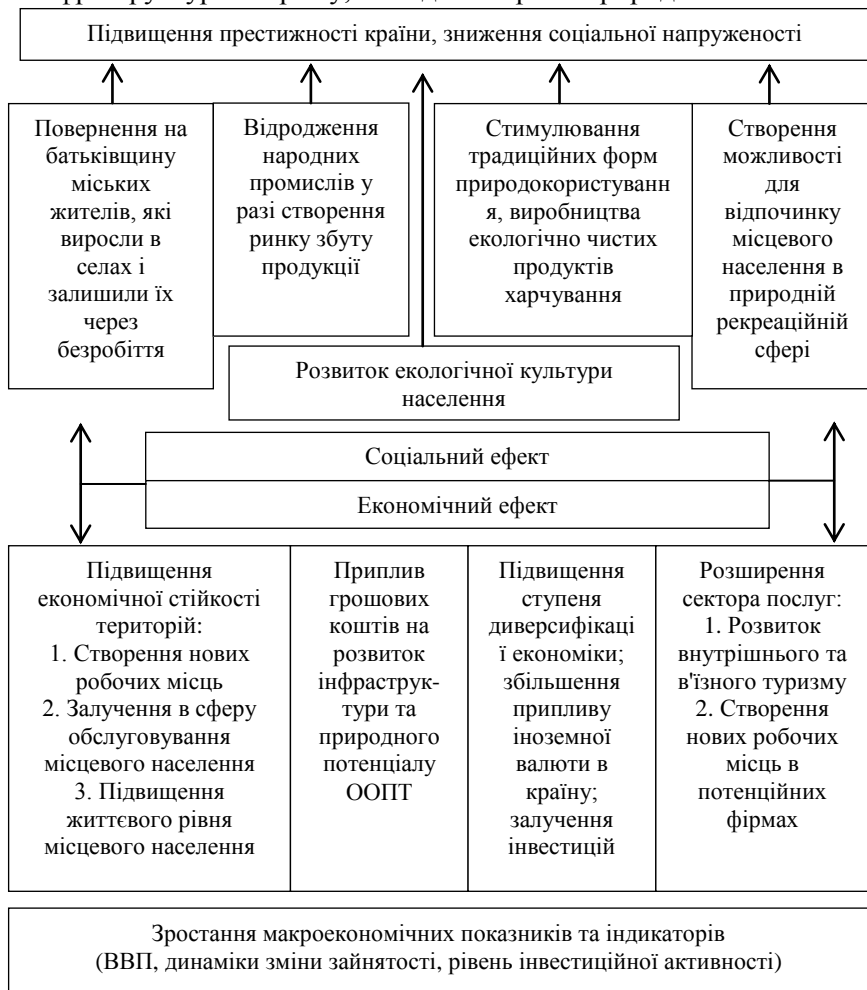 Підвищення престижності країни, зниження соціальної напруженості
Повернення на
батьківщину
міських
жителів, які
виросли в
селах і
залишили їх
через
безробіття
Відродження
народних
промислів у
разі створення
ринку збуту
продукції
Стимулювання
традиційних форм
природокористуванн
я, виробництва
екологічно чистих
продуктів
харчування
Створення
можливості
для
відпочинку
місцевого
населення в
природній
рекреаційній
сфері
Розвиток екологічної культури
населення
Соціальний ефект
Економічний ефект
Підвищення
економічної стійкості
територій:
1. Створення нових
робочих місць
2. Залучення в сферу
обслуговування
місцевого населення
3. Підвищення
життєвого рівня
місцевого населення
Приплив
грошових
коштів на
розвиток
інфраструк-
тури та
природного
потенціалу
ООПТ
Підвищення
ступеня
диверсифікаці
ї економіки;
збільшення
припливу
іноземної
валюти в
країну;
залучення
інвестицій
Розширення
сектора послуг:
1. Розвиток
внутрішнього та
в'їзного туризму
2. Створення
нових робочих
місць в
потенційних
фірмах
Зростання макроекономічних показників та індикаторів
(ВВП, динаміки зміни зайнятості, рівень інвестиційної активності)